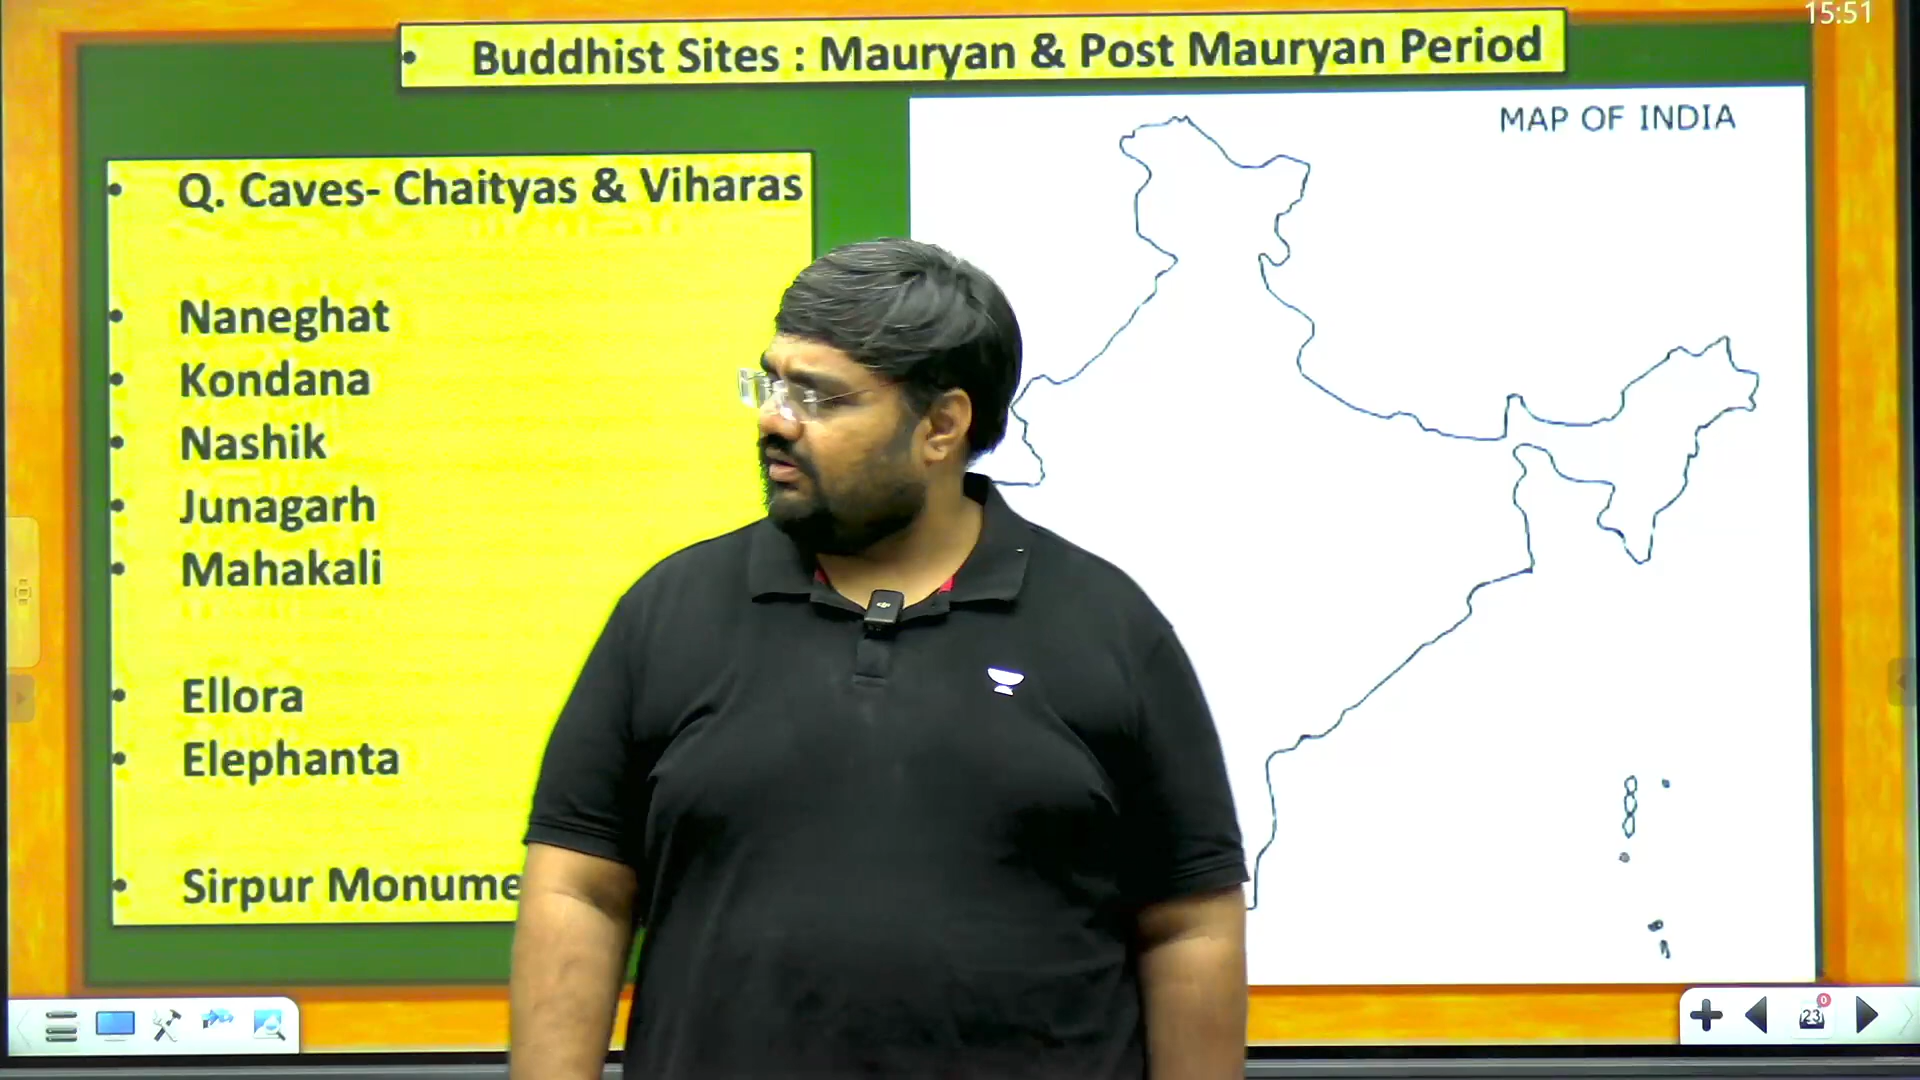 15:51
• Buddhist Sites : Mauryan & Post Mauryan Period
MAP OF INDIA
• Q. Caves- Chaityas & Viharas
• Naneghat
• Kondana
• Nashik
• Junagarh
• Mahakali
• Ellora
• Elephanta
• Sirpur Monume
23
0